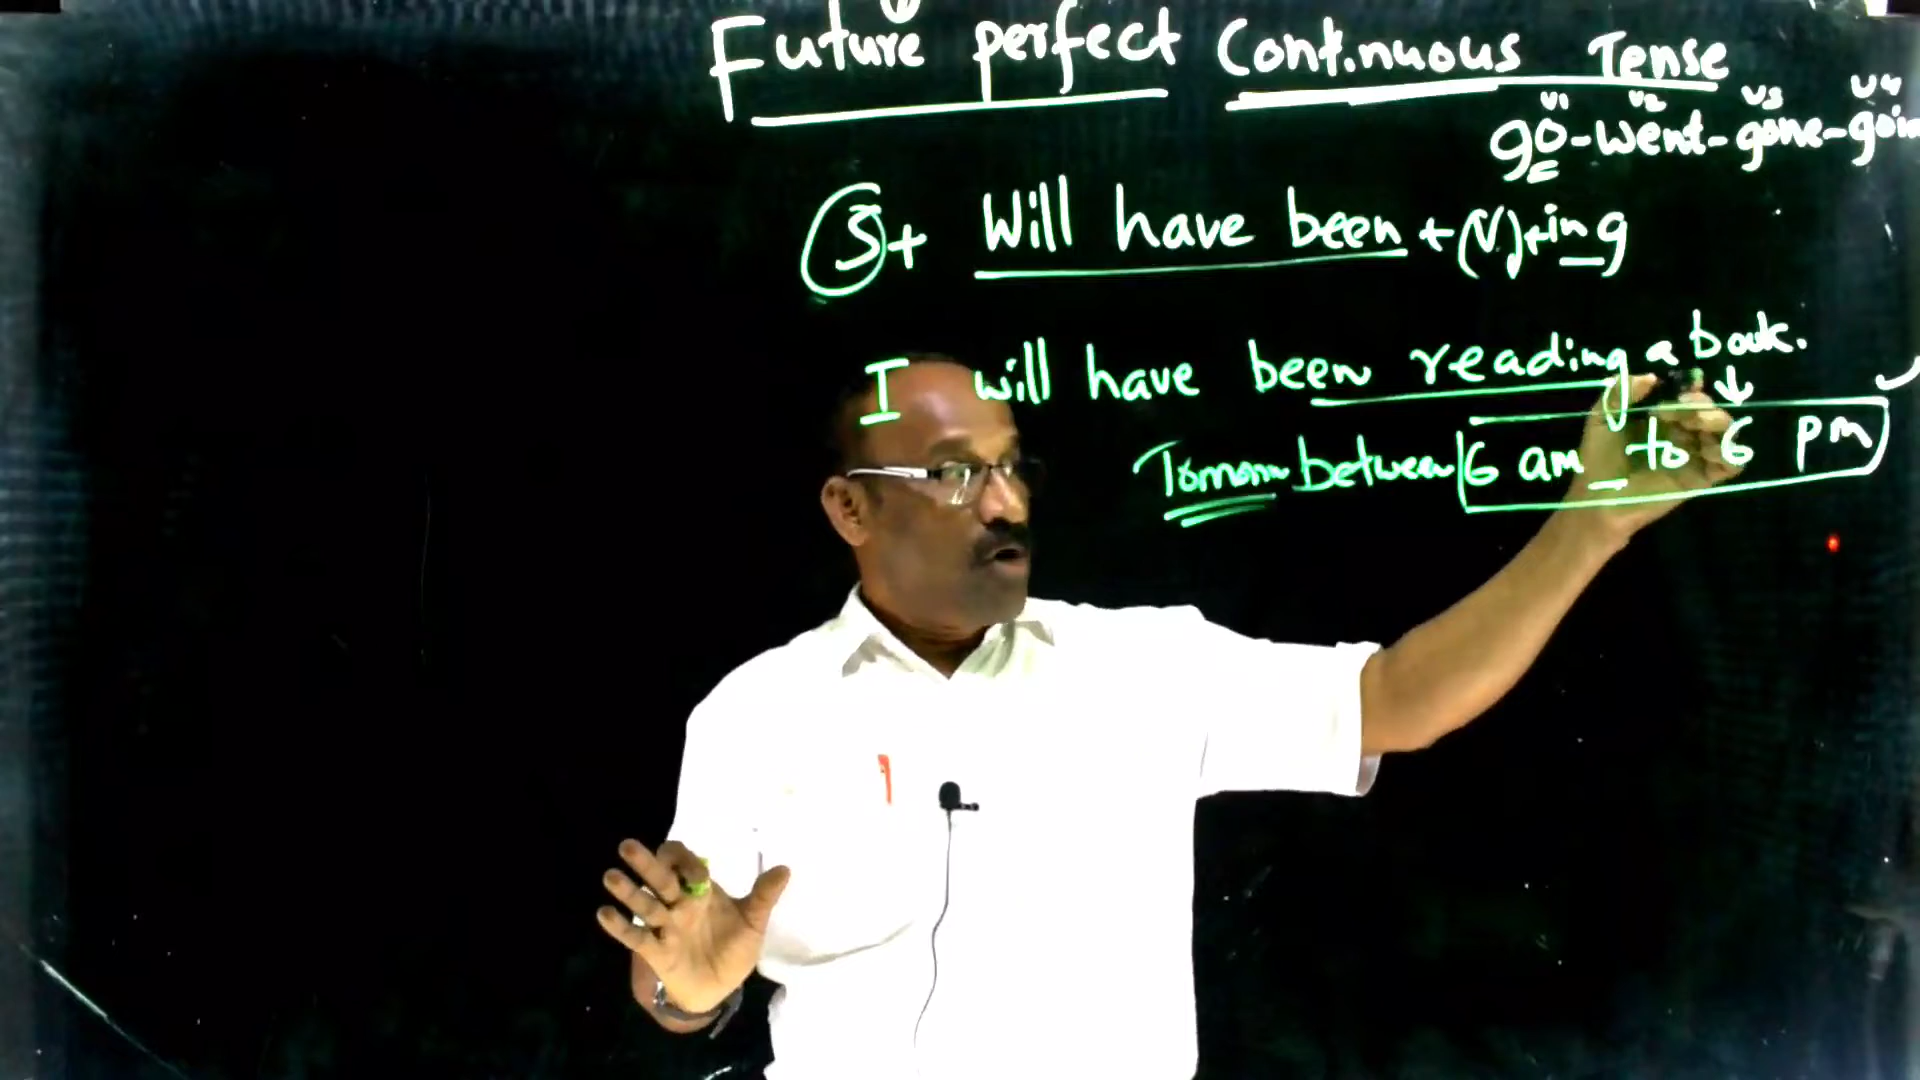 Future perfect Continuous Tense
V1 V2 V3 V4
go-went-gone-goin
S+ Will have been +(V)+ing
I will have been reading a book.
Tomorrow between 6 am to 6 pm